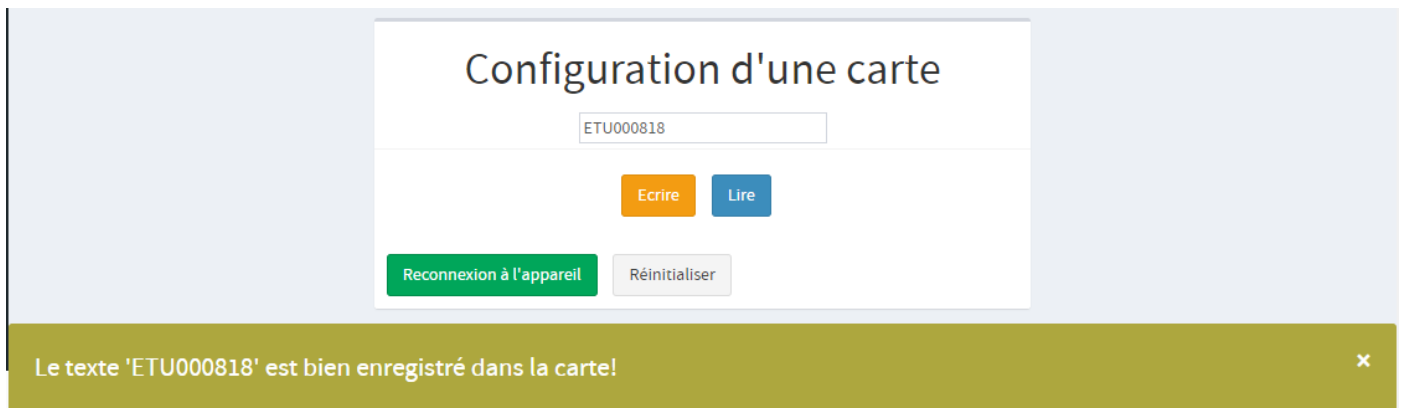 Configuration d'une carte
ETU000818
Ecrire Lire
Reconnexion à l'appareil Réinitialiser
Le texte 'ETU000818' est bien enregistré dans la carte! ×